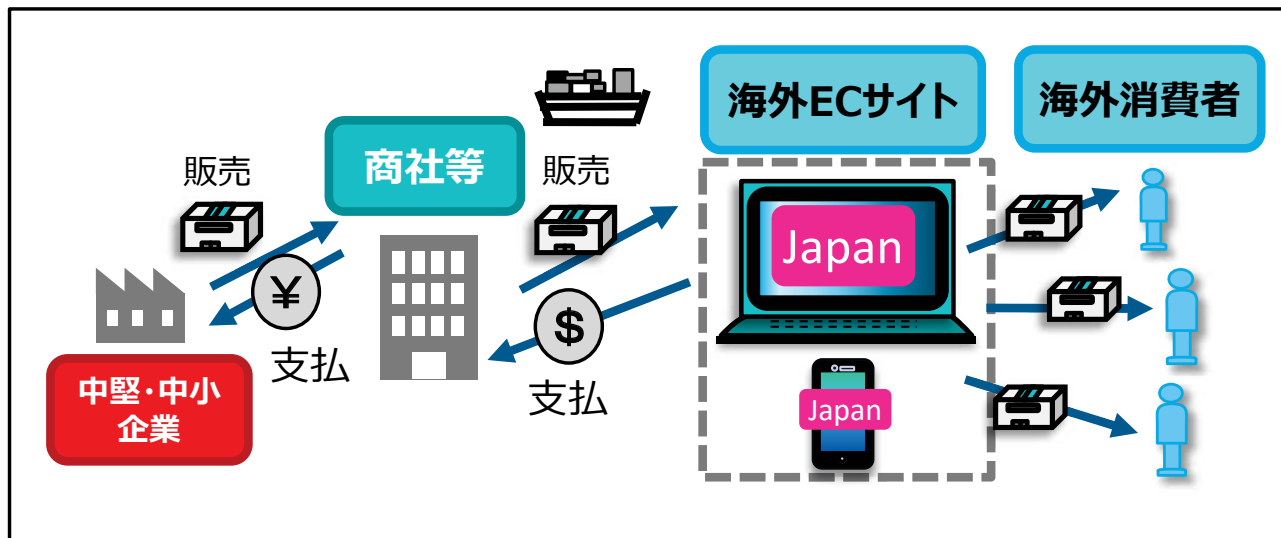 海外ECサイト
海外消費者
商社等
販売
販売
Japan
¥
$
支払
支払
中堅・中小
企業
Japan